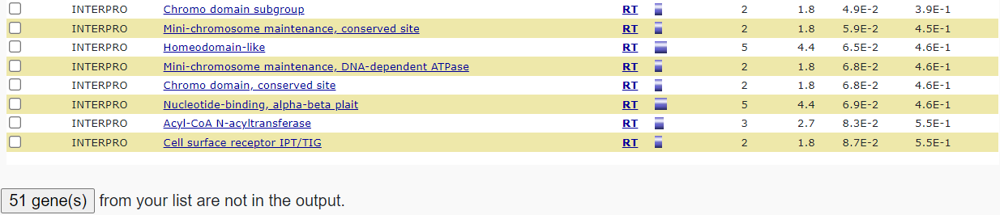 INTERPRO Chromo domain subgroup RT 2 1.8 4.9E-2 3.9E-1
INTERPRO Mini-chromosome maintenance, conserved site RT 2 1.8 5.9E-2 4.5E-1
INTERPRO Homeodomain-like RT 5 4.4 6.5E-2 4.6E-1
INTERPRO Mini-chromosome maintenance, DNA-dependent ATPase RT 2 1.8 6.8E-2 4.6E-1
INTERPRO Chromo domain, conserved site RT 2 1.8 6.8E-2 4.6E-1
INTERPRO Nucleotide-binding, alpha-beta plait RT 5 4.4 6.9E-2 4.6E-1
INTERPRO Acyl-CoA N-acyltransferase RT 3 2.7 8.3E-2 5.5E-1
INTERPRO Cell surface receptor IPT/TIG RT 2 1.8 8.7E-2 5.5E-1
51 gene(s) from your list are not in the output.